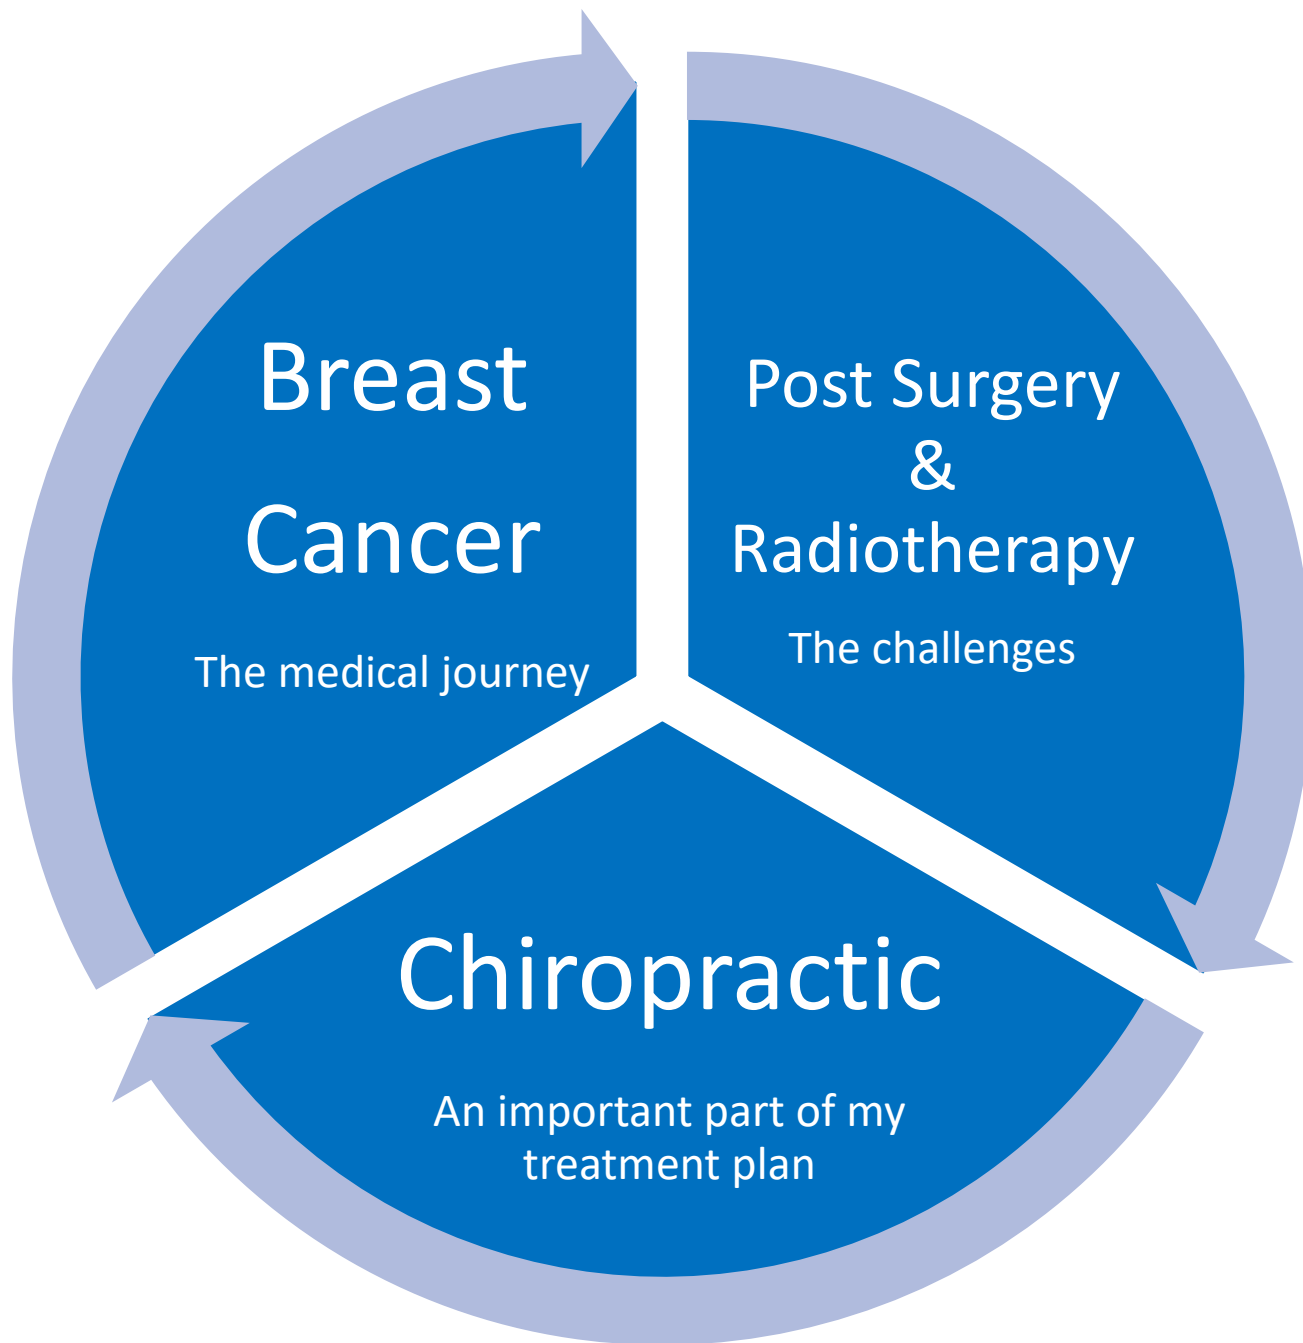 Breast
Cancer
The medical journey
Post Surgery
&
Radiotherapy
The challenges
Chiropractic
An important part of my
treatment plan